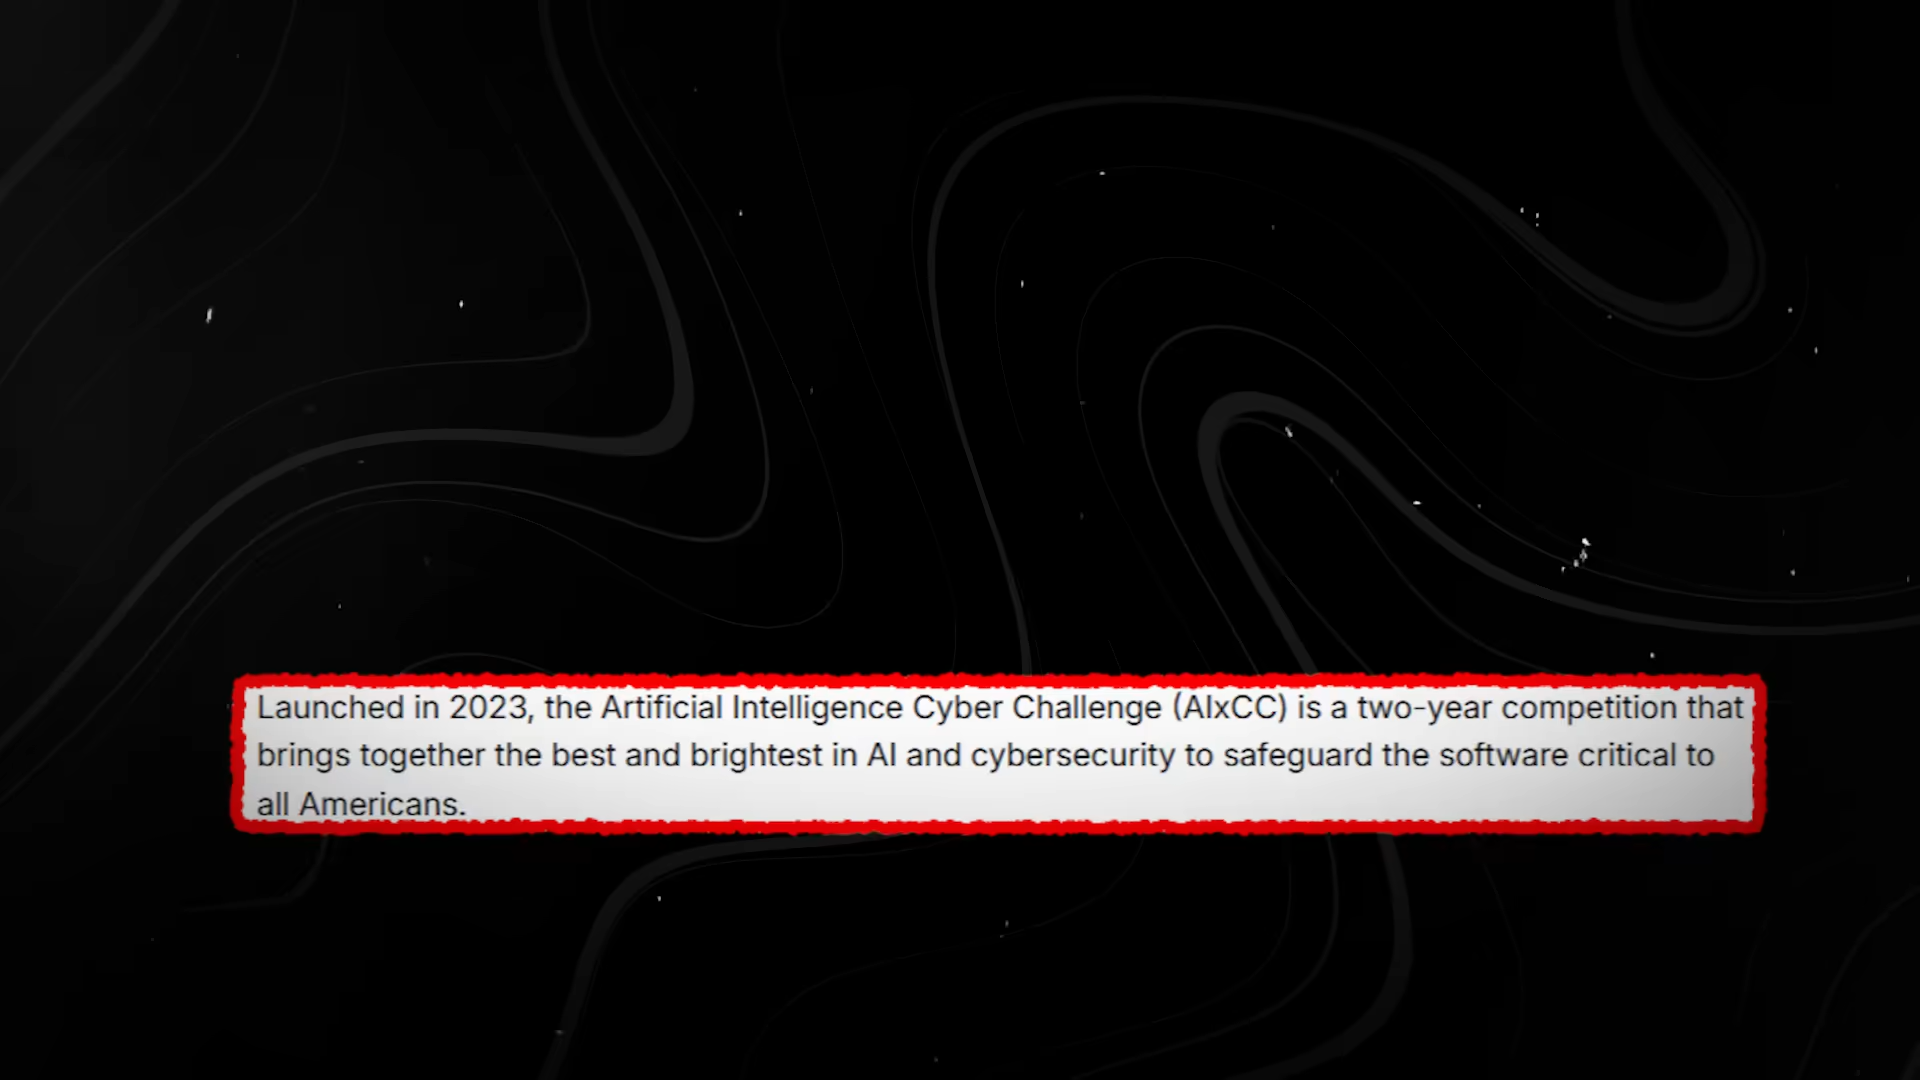 Launched in 2023, the Artificial Intelligence Cyber Challenge (AIxCC) is a two-year competition that
brings together the best and brightest in AI and cybersecurity to safeguard the software critical to
all Americans.